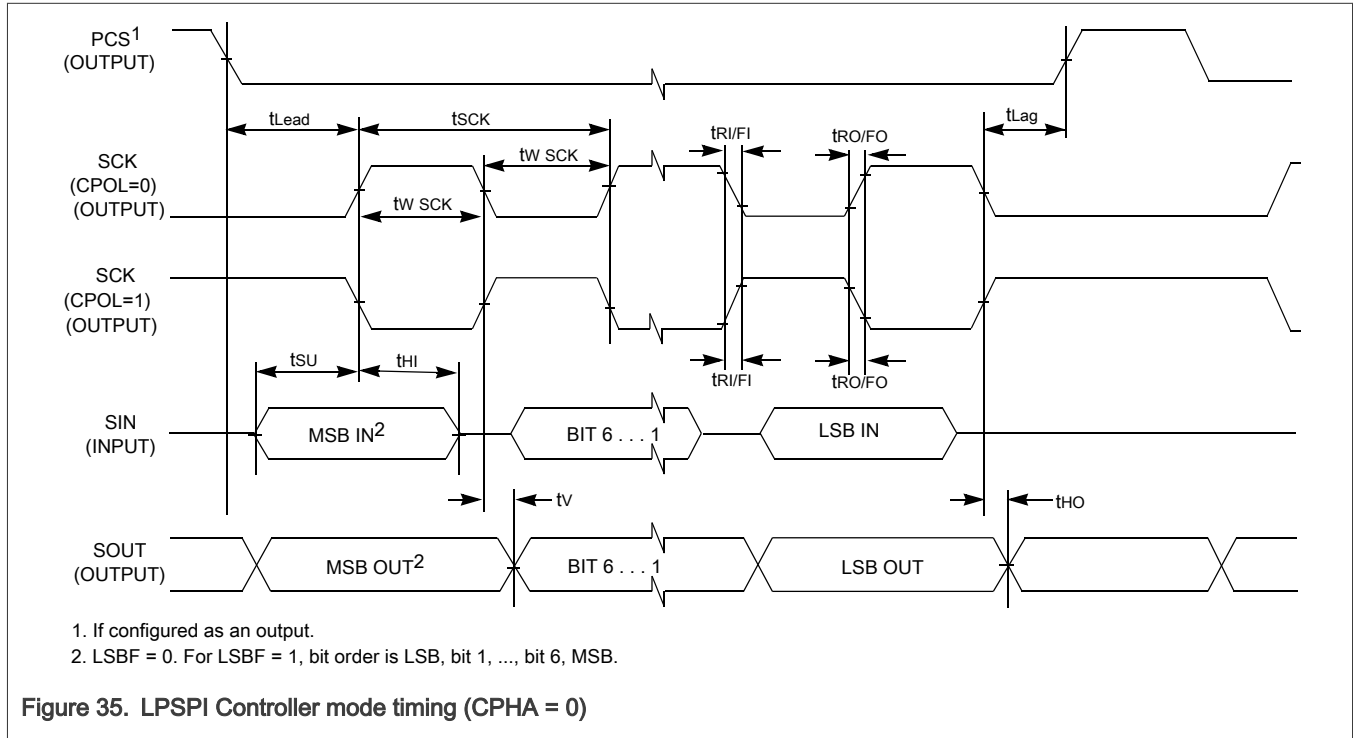 PCS1
(OUTPUT)
tLead
tSCK
tRI/FI
tRO/FO
tLag
tW SCK
SCK
(CPOL=0)
(OUTPUT)
tW SCK
SCK
(CPOL=1)
(OUTPUT)
tSU
tHI
tRI/FI
tRO/FO
SIN
(INPUT)
MSB IN2
BIT 6 . . . 1
LSB IN
tV
tHO
SOUT
(OUTPUT)
MSB OUT2
BIT 6 . . . 1
LSB OUT
1. If configured as an output.
2. LSBF = 0. For LSBF = 1, bit order is LSB, bit 1, ..., bit 6, MSB.
Figure 35. LPSPI Controller mode timing (CPHA = 0)